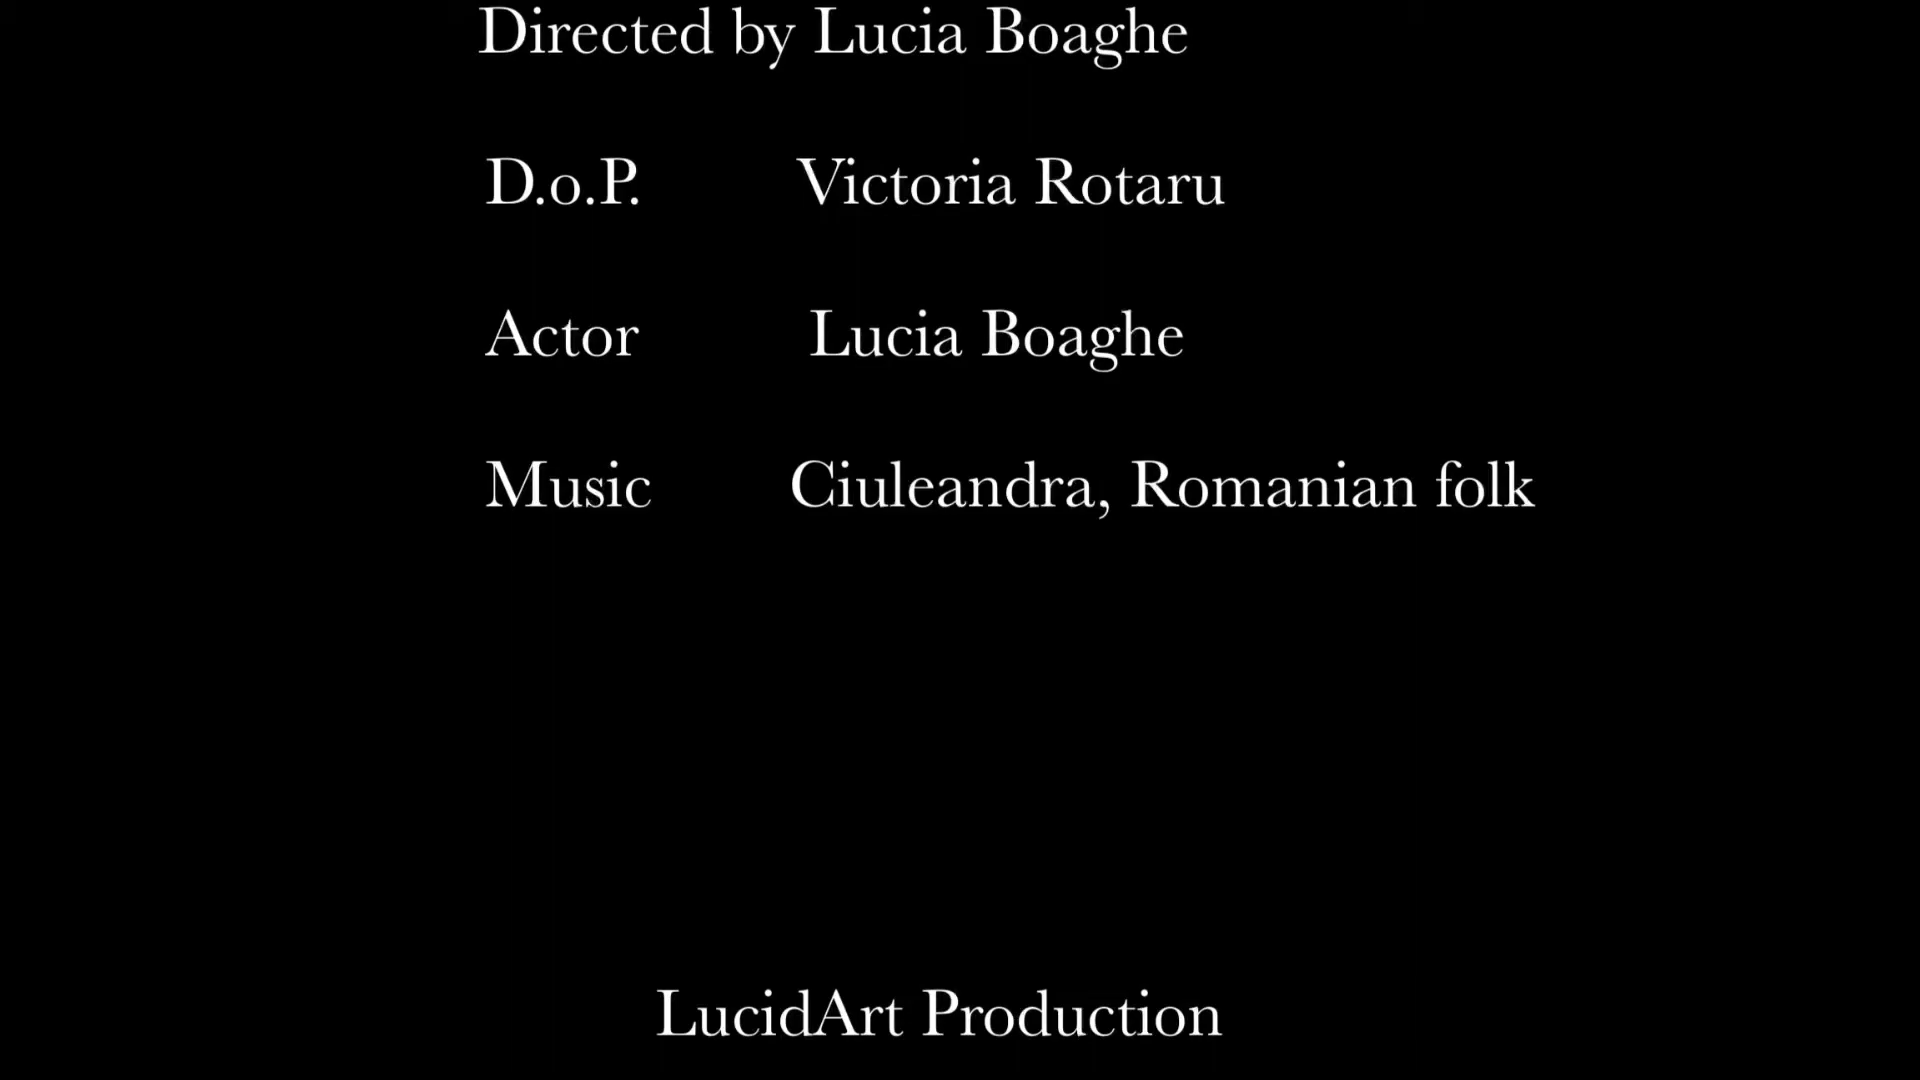 Directed by Lucia Boaghe
D.o.P. Victoria Rotaru
Actor Lucia Boaghe
Music Ciuleandra, Romanian folk
LucidArt Production